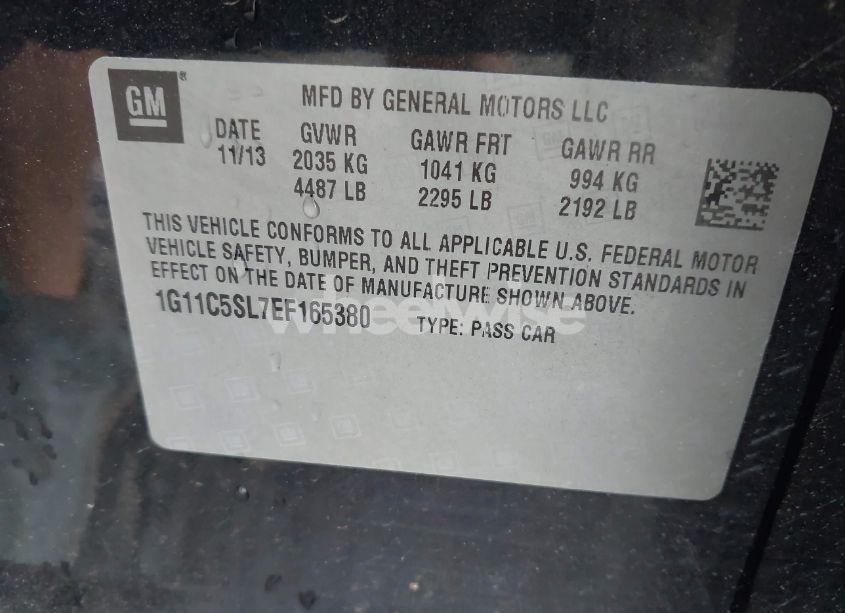 GM ®
MFD BY GENERAL MOTORS LLC
DATE GVWR GAWR FRT GAWR RR
11/13 2035 KG 1041 KG 994 KG
4487 LB 2295 LB 2192 LB
THIS VEHICLE CONFORMS TO ALL APPLICABLE U.S. FEDERAL MOTOR
VEHICLE SAFETY, BUMPER, AND THEFT PREVENTION STANDARDS IN
EFFECT ON THE DATE OF MANUFACTURE SHOWN ABOVE.
1G11C5SL7EF165380 TYPE: PASS CAR
wheelwise